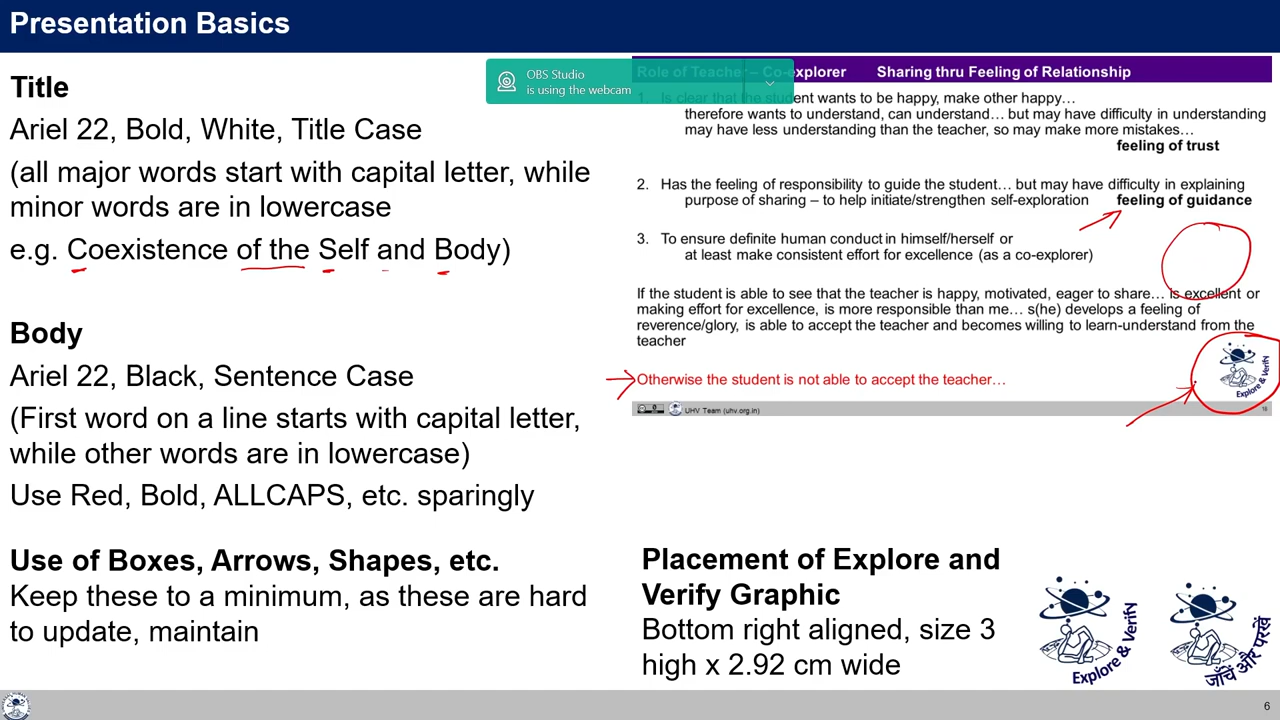 Presentation Basics
Title
Ariel 22, Bold, White, Title Case
(all major words start with capital letter, while
minor words are in lowercase
e.g. Coexistence of the Self and Body)
Body
Ariel 22, Black, Sentence Case
(First word on a line starts with capital letter,
while other words are in lowercase)
Use Red, Bold, ALLCAPS, etc. sparingly
Use of Boxes, Arrows, Shapes, etc.
Keep these to a minimum, as these are hard
to update, maintain
OBS Studio
is using the webcam
Role of Teacher – Co-explorer Sharing thru Feeling of Relationship
1. Is clear that the student wants to be happy, make other happy…
therefore wants to understand, can understand… but may have difficulty in understanding
may have less understanding than the teacher, so may make more mistakes…
feeling of trust
2. Has the feeling of responsibility to guide the student… but may have difficulty in explaining
purpose of sharing – to help initiate/strengthen self-exploration feeling of guidance
3. To ensure definite human conduct in himself/herself or
at least make consistent effort for excellence (as a co-explorer)
If the student is able to see that the teacher is happy, motivated, eager to share… is excellent or
making effort for excellence, is more responsible than me… s(he) develops a feeling of
reverence/glory, is able to accept the teacher and becomes willing to learn-understand from the
teacher
Otherwise the student is not able to accept the teacher…
Explore & Verify
UHV Team (uhv.org.in)
16
Placement of Explore and
Verify Graphic
Bottom right aligned, size 3
high x 2.92 cm wide
Explore & Verify
जाँचें और परखें
6